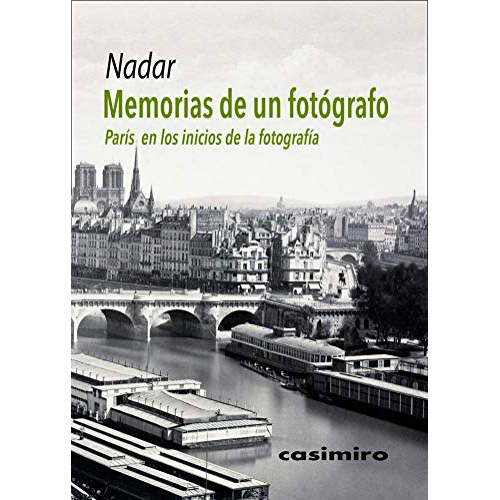 Nadar
Memorias de un fotógrafo
París en los inicios de la fotografía
casimiro